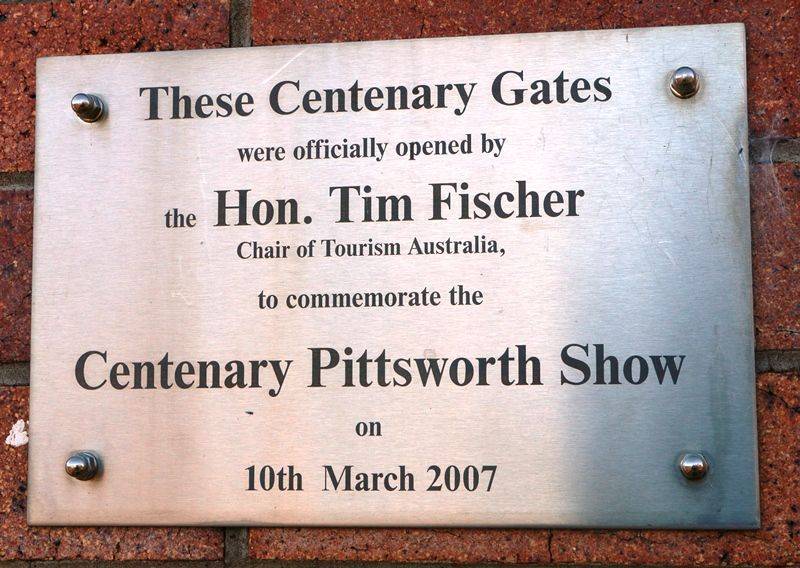 These Centenary Gates
were officially opened by
the Hon. Tim Fischer
Chair of Tourism Australia,
to commemorate the
Centenary Pittsworth Show
on
10th March 2007